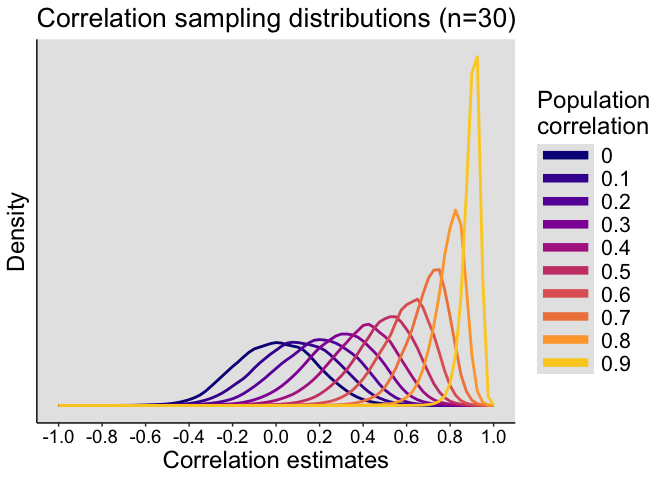 Correlation sampling distributions (n=30)
Density
-1.0 -0.8 -0.6 -0.4 -0.2 0.0 0.2 0.4 0.6 0.8 1.0
Correlation estimates
Population
correlation
0
0.1
0.2
0.3
0.4
0.5
0.6
0.7
0.8
0.9